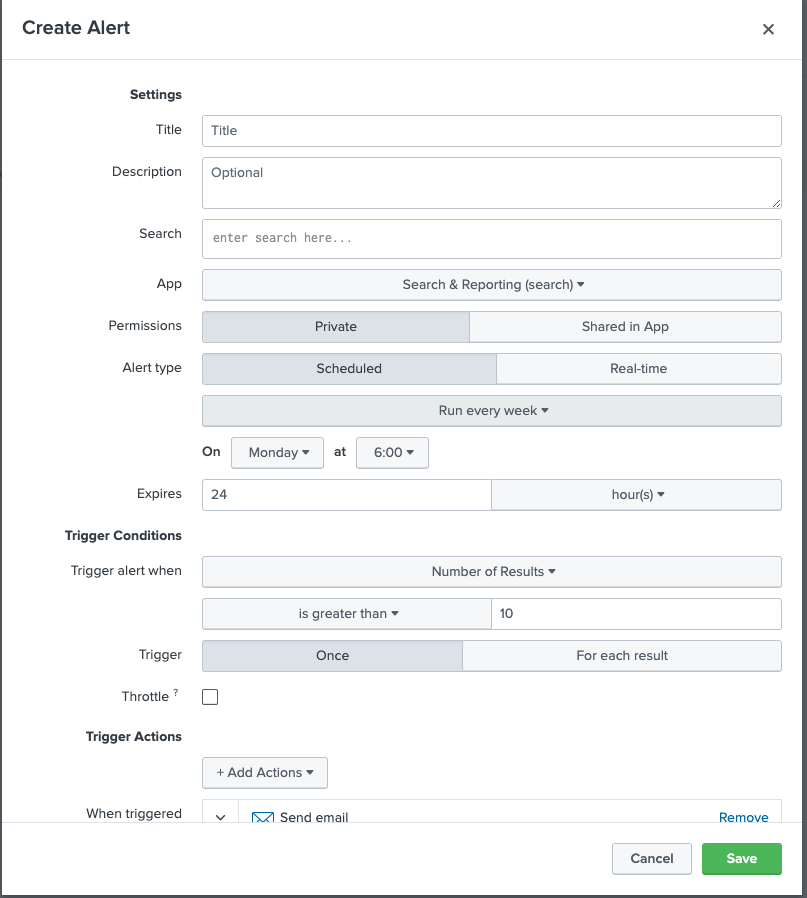 Create Alert
Settings
Title Title
Description Optional
Search enter search here...
App Search & Reporting (search)
Permissions Private Shared in App
Alert type Scheduled Real-time
Run every week
On Monday at 6:00
Expires 24 hour(s)
Trigger Conditions
Trigger alert when Number of Results
is greater than 10
Trigger Once For each result
Throttle ?
Trigger Actions
+ Add Actions
When triggered Send email Remove
Cancel Save